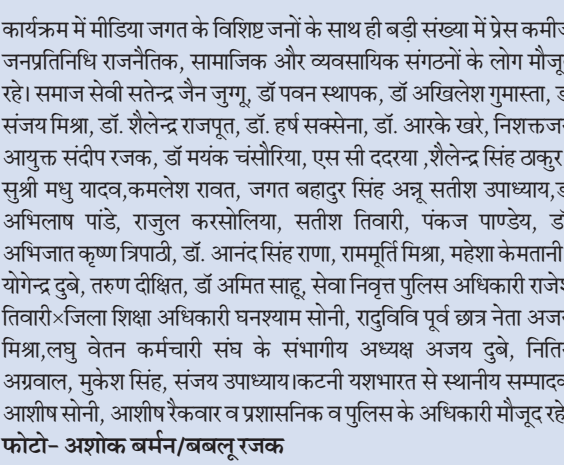 कार्यक्रम में मीडिया जगत के विशिष्ट जनों के साथ ही बड़ी संख्या में प्रेस
जनप्रतिनिधि राजनैतिक, सामाजिक और व्यवसायिक संगठनों के लोग
रहे। समाज सेवी सतेन्द्र जैन जुग्गू, डॉ पवन स्थापक, डॉ अखिलेश गुमास्ता,
संजय मिश्रा, डॉ. शैलेन्द्र राजपूत, डॉ. हर्ष सक्सेना, डॉ. आरके खरे,
आयुक्त संदीप रजक, डॉ मयंक चंसौरिया, एस सी ददरया ,शैलेन्द्र सिंह ठाकुर
सुश्री मधु यादव,कमलेश रावत, जगत बहादुर सिंह अन्नू सतीश उपाध्याय,
अभिलाष पांडे, राजुल करसोलिया, सतीश तिवारी, पंकज पाण्डेय,
अभिजात कृष्ण त्रिपाठी, डॉ. आनंद सिंह राणा, राममूर्ति मिश्रा, महेशा केमतानी
योगेन्द्र दुबे, तरुण दीक्षित, डॉ अमित साहू, सेवा निवृत्त पुलिस अधिकारी
तिवारी×जिला शिक्षा अधिकारी घनश्याम सोनी, रादुविवि पूर्व छात्र नेता
मिश्रा,लघु वेतन कर्मचारी संघ के संभागीय अध्यक्ष अजय दुबे,
अग्रवाल, मुकेश सिंह, संजय उपाध्याय।कटनी यशभारत से स्थानीय
आशीष सोनी, आशीष रैकवार व प्रशासनिक व पुलिस के अधिकारी मौजूद रहे
फोटो- अशोक बर्मन/बबलू रजक